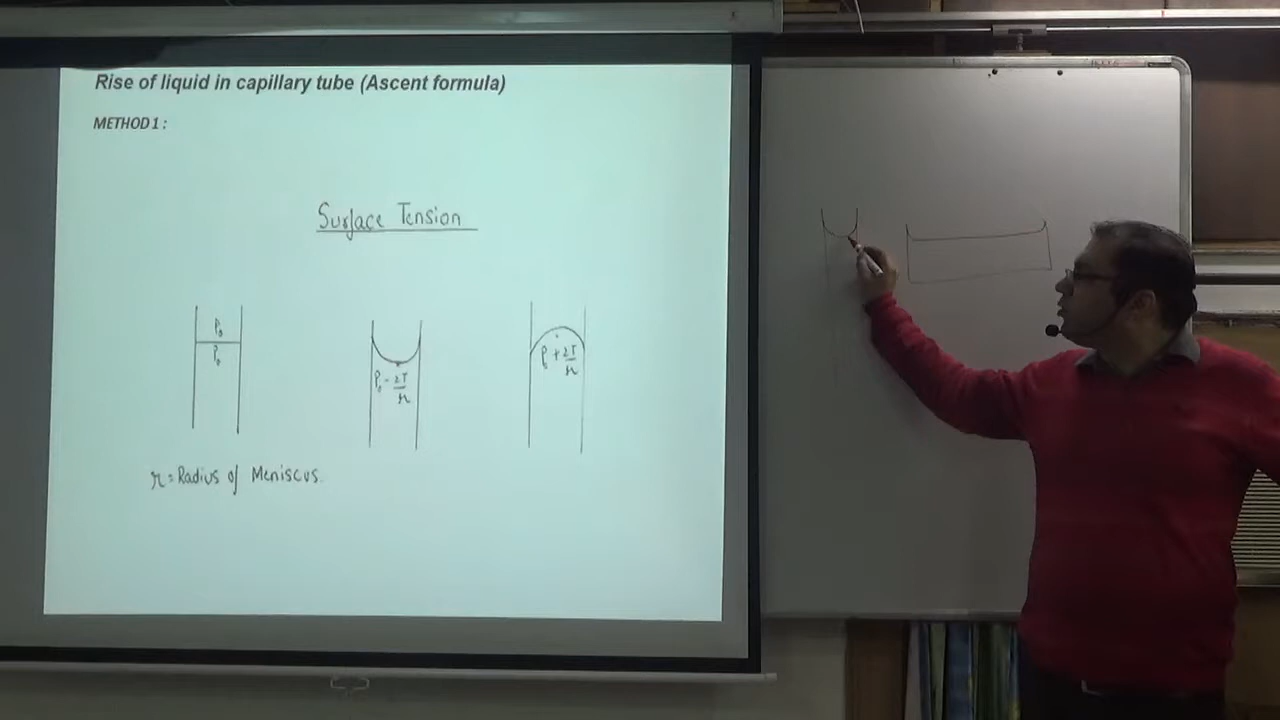 Rise of liquid in capillary tube (Ascent formula)
METHOD 1 :
Surface Tension
P₀
P₀
P₀ - 2T/r
P₀ + 2T/r
r = Radius of Meniscus.